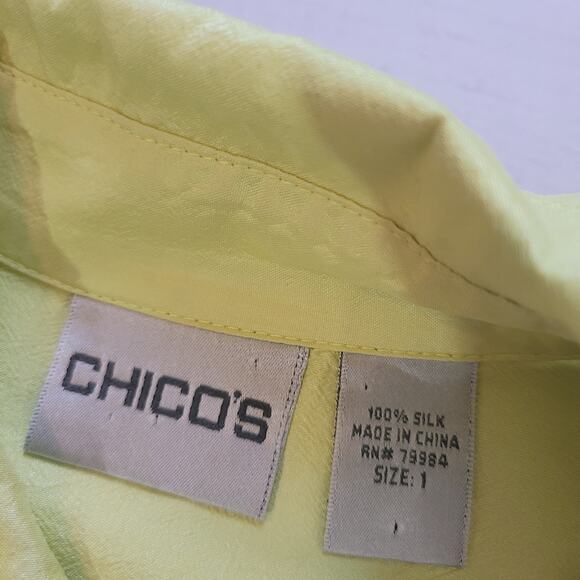 CHICO'S
100% SILK
MADE IN CHINA
RN# 79984
SIZE: 1